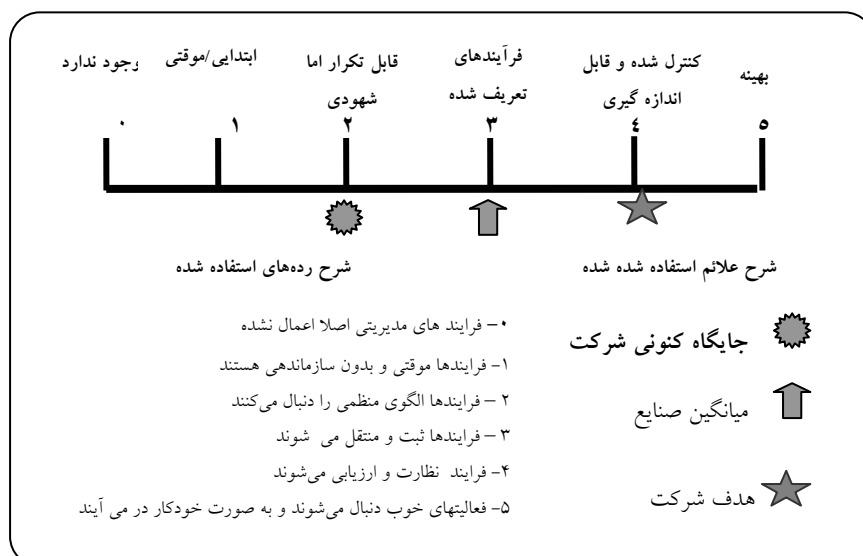 وجود ندارد
ابتدایی/موقتی
قابل تکرار اما
شهودی
فرآیندهای
تعریف شده
کنترل شده و قابل
اندازه گیری
بهینه
۰ ۱ ۲ ۳ ۴ ۵
شرح علائم استفاده شده شده
جایگاه کنونی شرکت
میانگین صنایع
هدف شرکت
شرح رده‌های استفاده شده
۰– فرایند های مدیریتی اصلا اعمال نشده
۱- فرایندها موقتی و بدون سازماندهی هستند
۲ – فرایندها الگوی منظمی را دنبال می‌کنند
۳ – فرایندها ثبت و منتقل می شوند
۴- فرایند نظارت و ارزیابی می‌شوند
۵- فعالیتهای خوب دنبال می‌شوند و به صورت خودکار در می آیند